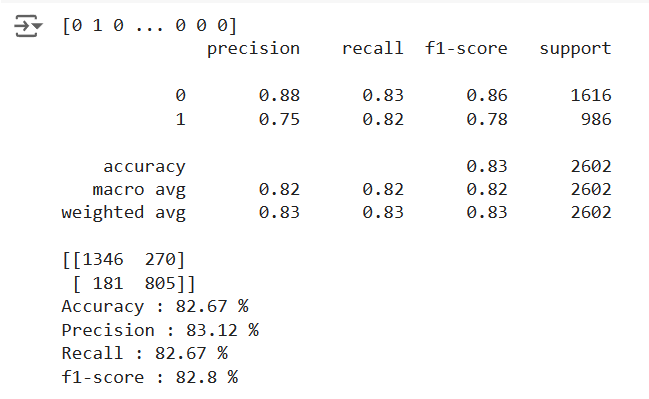 [0 1 0 ... 0 0 0]
precision recall f1-score support
0 0.88 0.83 0.86 1616
1 0.75 0.82 0.78 986
accuracy 0.83 2602
macro avg 0.82 0.82 0.82 2602
weighted avg 0.83 0.83 0.83 2602
[[1346 270]
[ 181 805]]
Accuracy : 82.67 %
Precision : 83.12 %
Recall : 82.67 %
f1-score : 82.8 %